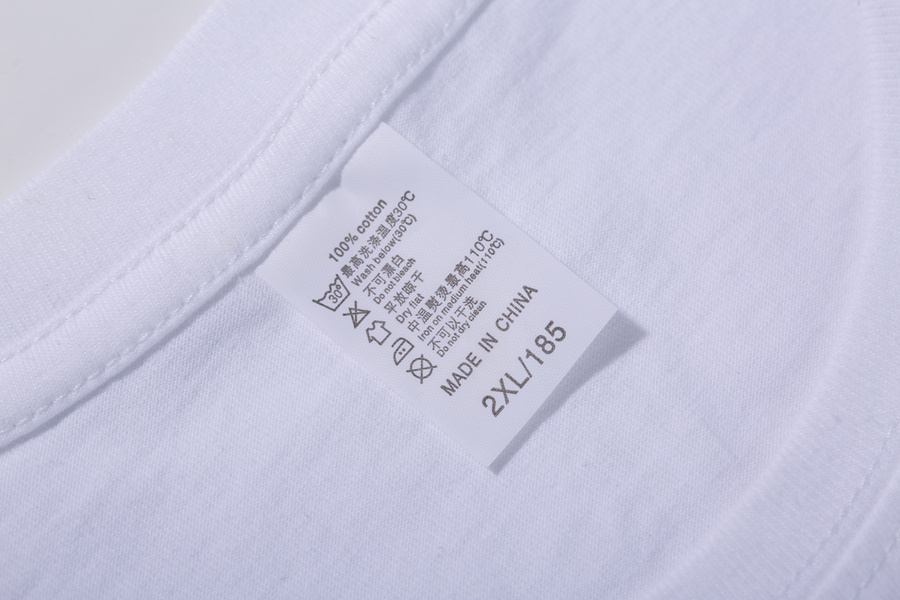 100% cotton
最高洗涤温度30℃
Wash below(30℃)
不可漂白
Do not bleach
平放晾干
Dry flat
中温熨烫最高110℃
Iron on medium heat(110℃)
不可以干洗
Do not dry clean
30°
MADE IN CHINA
2XL/185